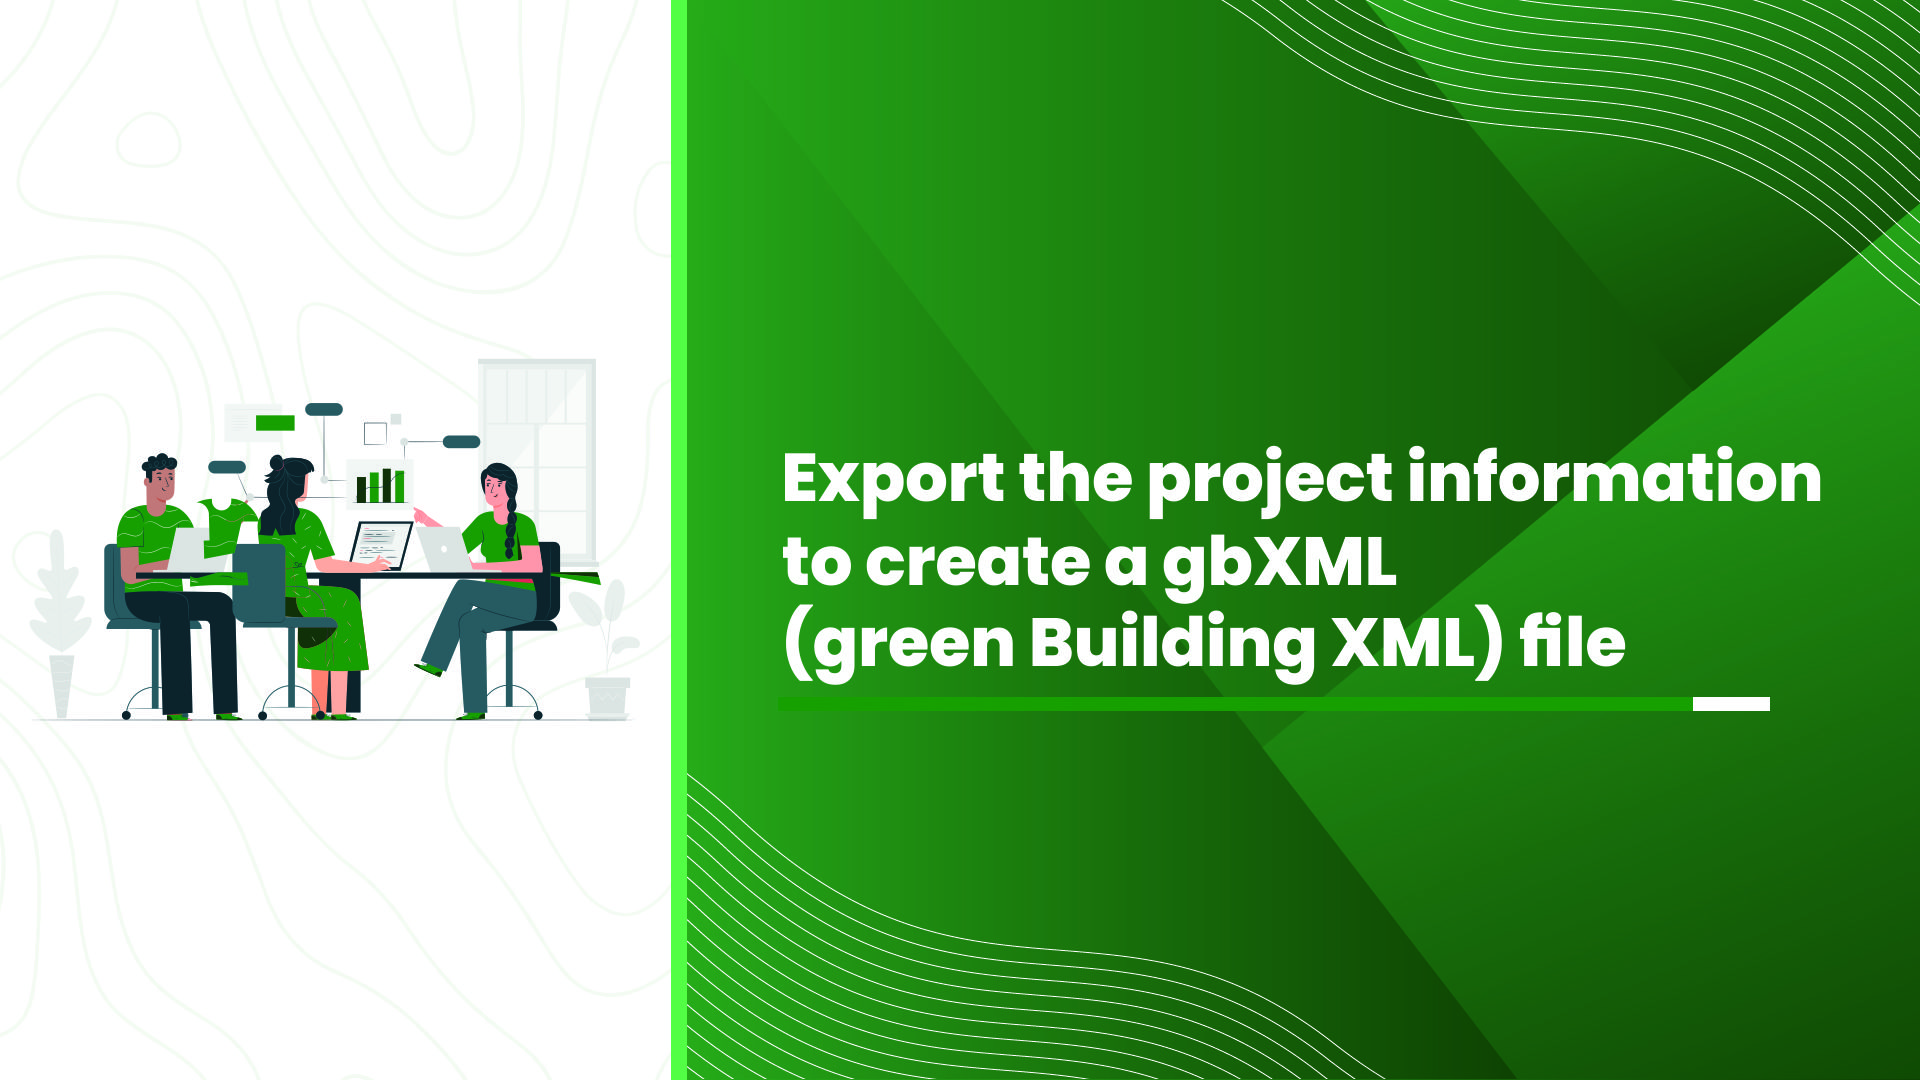 Export the project information
to create a gbXML
(green Building XML) file